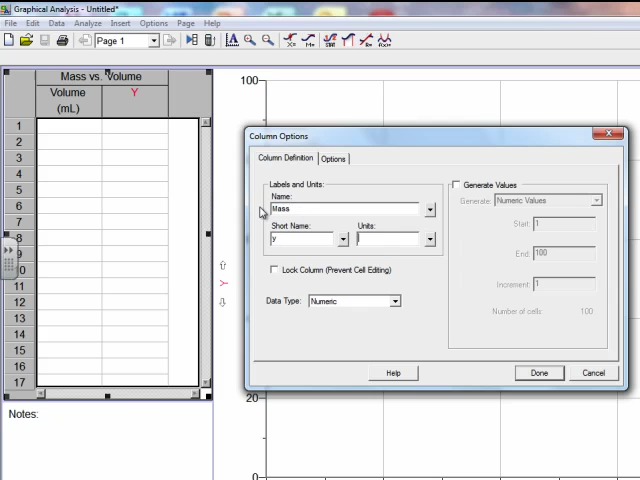 Graphical Analysis - Untitled*
File Edit Data Analyze Insert Options Page Help
Page 1
X= M= STAT R= f(x)=
Mass vs. Volume
Volume
(mL)
Y
1
2
3
4
5
6
7
8
9
10
11
12
13
14
15
16
17
Notes:
100
Y
20
0
Column Options
Column Definition Options
Labels and Units:
Name:
Mass
Short Name: Units:
y
Lock Column (Prevent Cell Editing)
Data Type: Numeric
Generate Values
Generate: Numeric Values
Start: 1
End: 100
Increment: 1
Number of cells: 100
Help Done Cancel